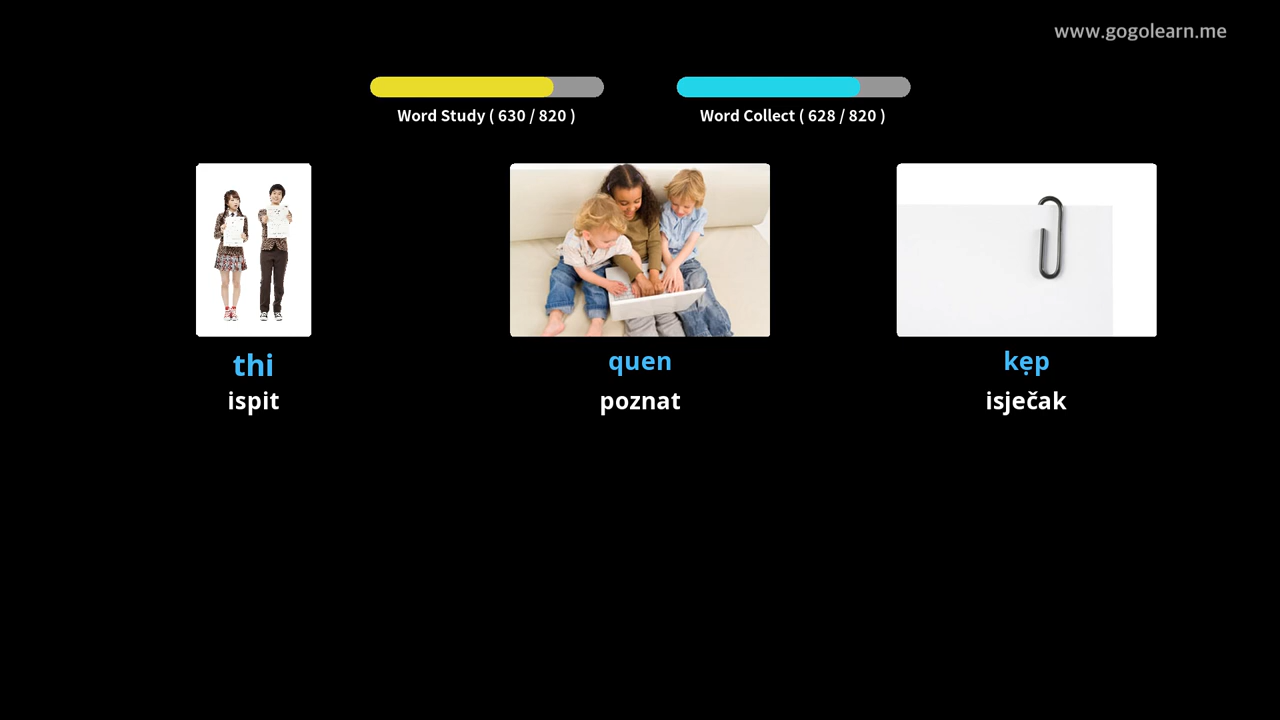 www.gogolearn.me
Word Study ( 630 / 820 )
Word Collect ( 628 / 820 )
thi
ispit
quen
poznat
kẹp
isječak